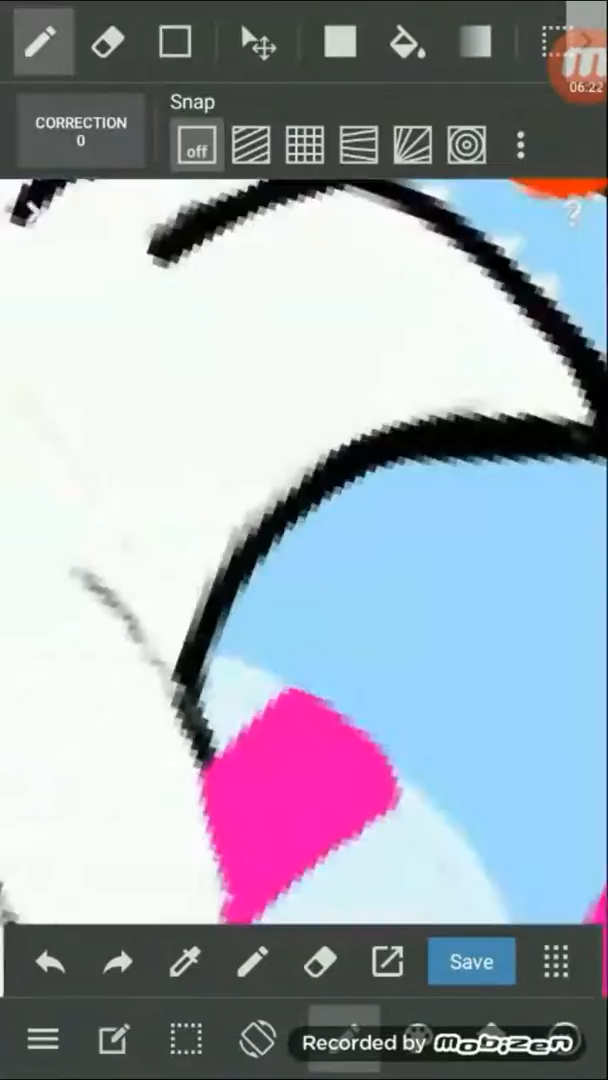 06:22
CORRECTION
0
Snap
off
?
Save
Recorded by mobizen